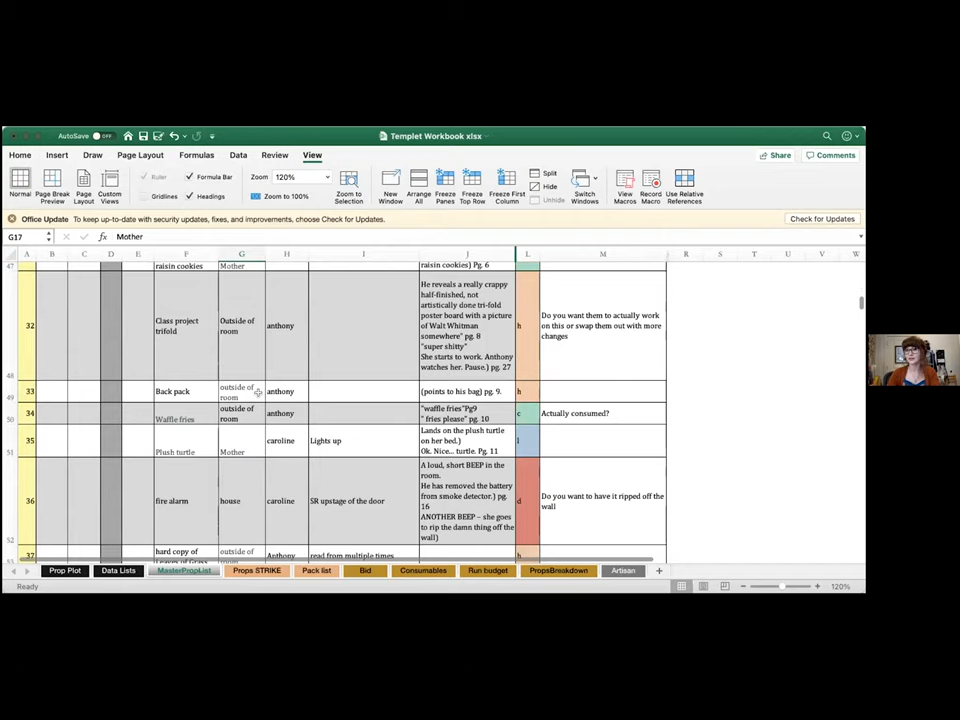 AutoSave OFF
Templet Workbook xlsx
Home Insert Draw Page Layout Formulas Data Review View
Share Comments
Normal Page Break Preview Page Layout Custom Views
Ruler Formula Bar
Gridlines Headings
Zoom 120%
Zoom to 100%
Zoom to Selection
New Window Arrange All Freeze Panes Freeze Top Row Freeze First Column
Split
Hide
Unhide
Switch Windows View Macros Record Macro Use Relative References
Office Update To keep up-to-date with security updates, fixes, and improvements, choose Check for Updates. Check for Updates
G17 fx Mother
A B C D E F G H I J L M R S T U V W
47 raisin cookies Mother raisin cookies) Pg. 6
He reveals a really crappy
half-finished, not
artistically done tri-fold
poster board with a picture
of Walt Whitman
somewhere" pg. 8
"super shitty"
She starts to work. Anthony
watches her. Pause.) pg. 27
48 32 Class project trifold Outside of room anthony h Do you want them to actually work on this or swap them out with more changes
49 33 Back pack outside of room anthony (points to his bag) pg. 9. h
50 34 Waffle fries outside of room anthony "waffle fries"Pg9
" fries please" pg. 10 c Actually consumed?
51 35 Plush turtle Mother caroline Lights up Lands on the plush turtle
on her bed.)
Ok. Nice... turtle. Pg. 11 l
A loud, short BEEP in the
room.
He has removed the battery
from smoke detector.) pg.
16
ANOTHER BEEP – she goes
to rip the damn thing off the
wall)
52 36 fire alarm house caroline SR upstage of the door d Do you want to have it ripped off the wall
37 hard copy of Leaves of Grass outside of room Anthony read from multiple times h
Prop Plot Data Lists MasterPropList Props STRIKE Pack list Bid Consumables Run budget PropsBreakdown Artisan +
Ready 120%